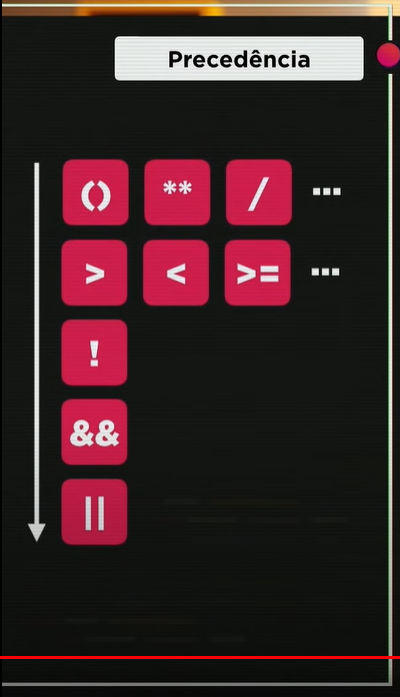 Precedência
() ** / ...
> < >= ...
!
&&
||